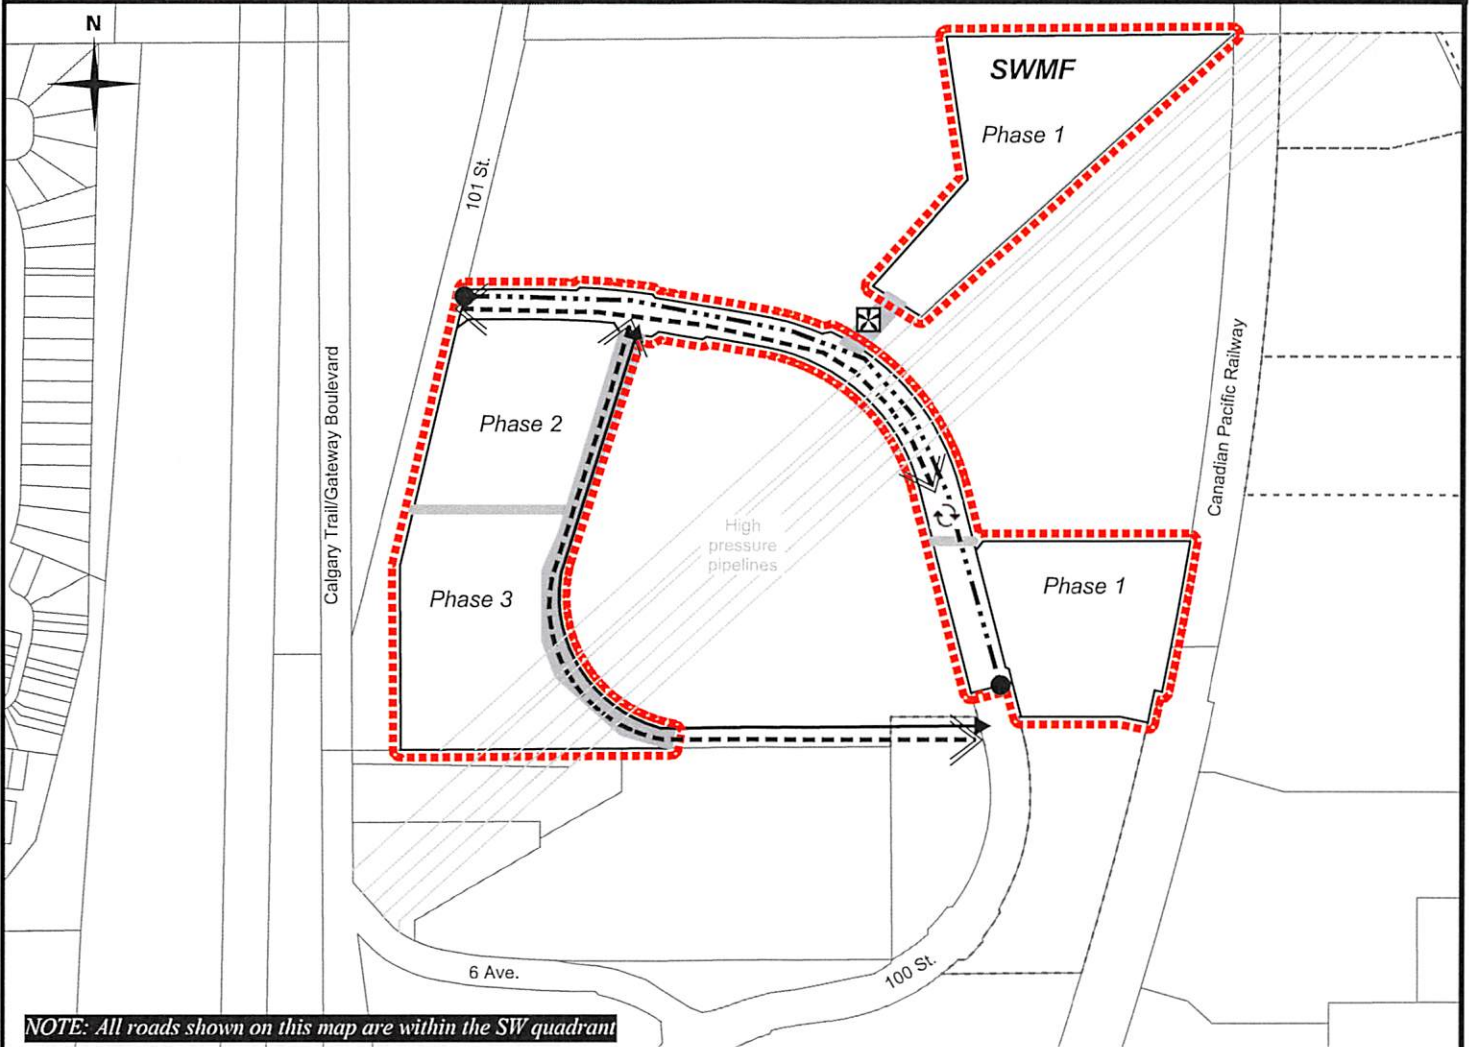 N
SWMF
Phase 1
101 St.
Calgary Trail/Gateway Boulevard
Canadian Pacific Railway
Phase 2
High
pressure
pipelines
Phase 3
Phase 1
6 Ave.
100 St.
NOTE: All roads shown on this map are within the SW quadrant